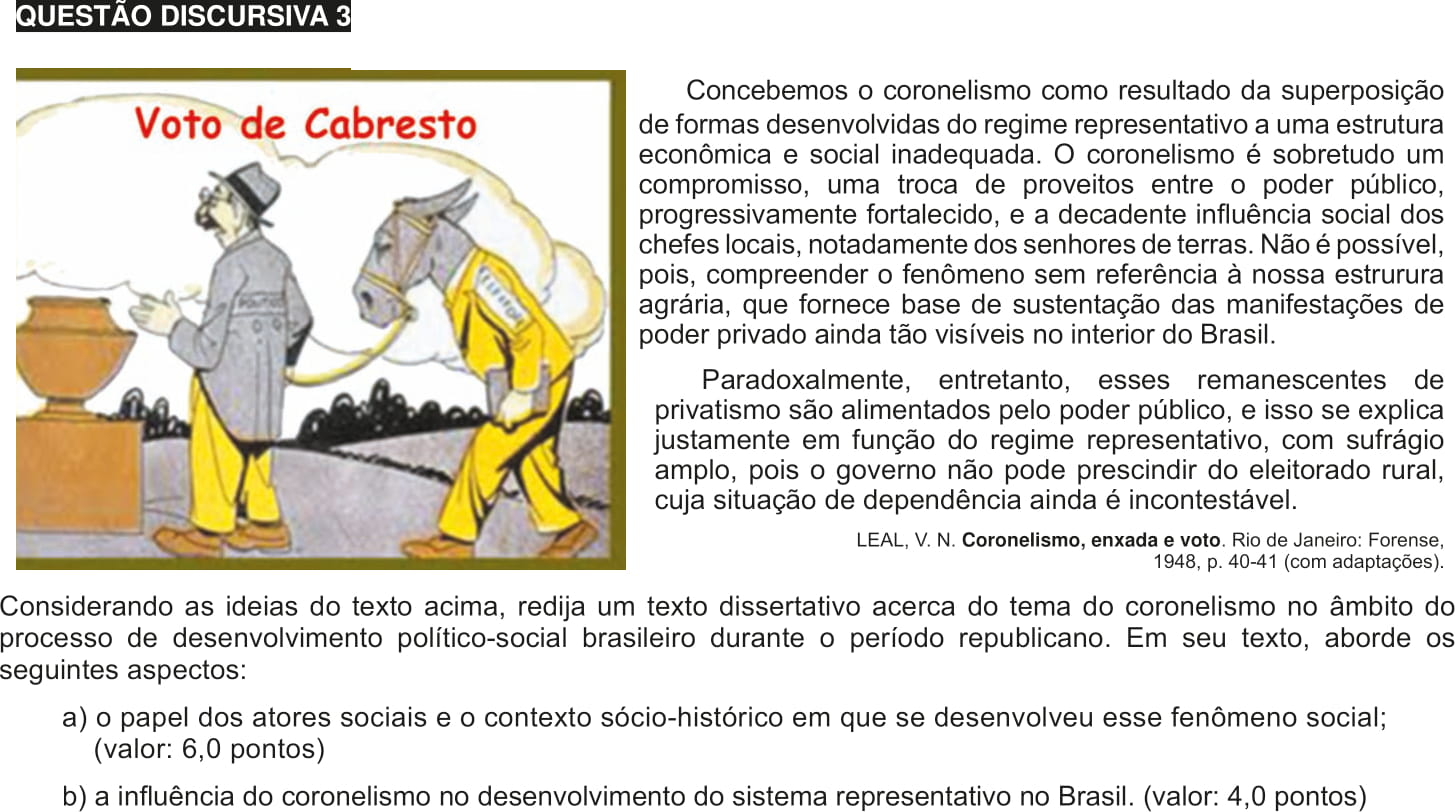 QUESTÃO DISCURSIVA 3
Voto de Cabresto
POLITICO
ELEITOR
Concebemos o coronelismo como resultado da superposição
de formas desenvolvidas do regime representativo a uma estrutura
econômica e social inadequada. O coronelismo é sobretudo um
compromisso, uma troca de proveitos entre o poder público,
progressivamente fortalecido, e a decadente influência social dos
chefes locais, notadamente dos senhores de terras. Não é possível,
pois, compreender o fenômeno sem referência à nossa estrurura
agrária, que fornece base de sustentação das manifestações de
poder privado ainda tão visíveis no interior do Brasil.
Paradoxalmente, entretanto, esses remanescentes de
privatismo são alimentados pelo poder público, e isso se explica
justamente em função do regime representativo, com sufrágio
amplo, pois o governo não pode prescindir do eleitorado rural,
cuja situação de dependência ainda é incontestável.
LEAL, V. N. Coronelismo, enxada e voto. Rio de Janeiro: Forense,
1948, p. 40-41 (com adaptações).
Considerando as ideias do texto acima, redija um texto dissertativo acerca do tema do coronelismo no âmbito do
processo de desenvolvimento político-social brasileiro durante o período republicano. Em seu texto, aborde os
seguintes aspectos:
a) o papel dos atores sociais e o contexto sócio-histórico em que se desenvolveu esse fenômeno social;
(valor: 6,0 pontos)
b) a influência do coronelismo no desenvolvimento do sistema representativo no Brasil. (valor: 4,0 pontos)